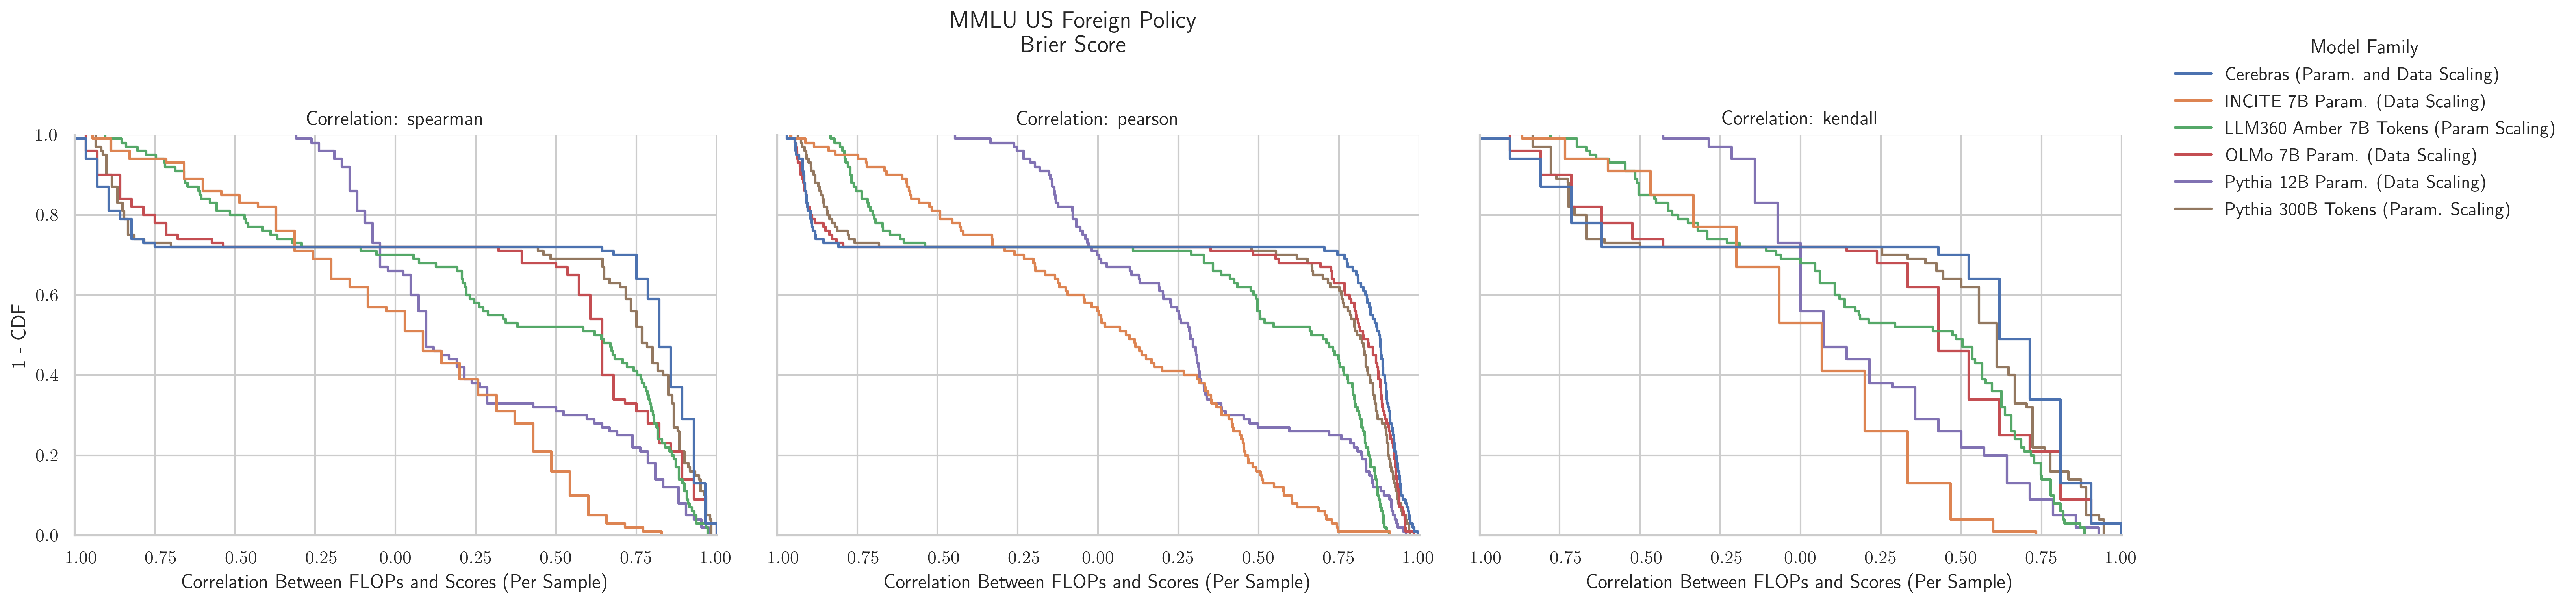 MMLU US Foreign Policy
Brier Score
Model Family
Cerebras (Param. and Data Scaling)
INCITE 7B Param. (Data Scaling)
LLM360 Amber 7B Tokens (Param Scaling)
OLMo 7B Param. (Data Scaling)
Pythia 12B Param. (Data Scaling)
Pythia 300B Tokens (Param. Scaling)
Correlation: spearman
1.0
0.8
0.6
0.4
0.2
0.0
1 - CDF
−1.00 −0.75 −0.50 −0.25 0.00 0.25 0.50 0.75 1.00
Correlation Between FLOPs and Scores (Per Sample)
Correlation: pearson
−1.00 −0.75 −0.50 −0.25 0.00 0.25 0.50 0.75 1.00
Correlation Between FLOPs and Scores (Per Sample)
Correlation: kendall
−1.00 −0.75 −0.50 −0.25 0.00 0.25 0.50 0.75 1.00
Correlation Between FLOPs and Scores (Per Sample)